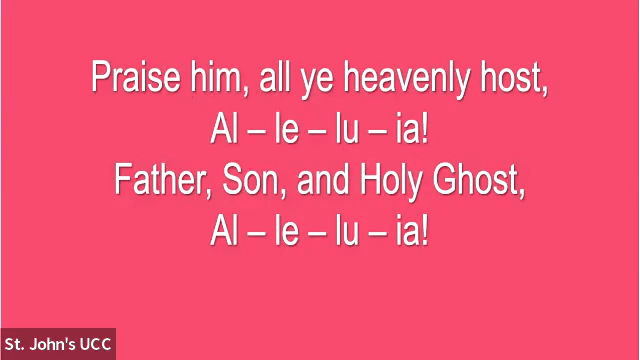 Praise him, all ye heavenly host,
Al – le – lu – ia!
Father, Son, and Holy Ghost,
Al – le – lu – ia!
St. John's UCC